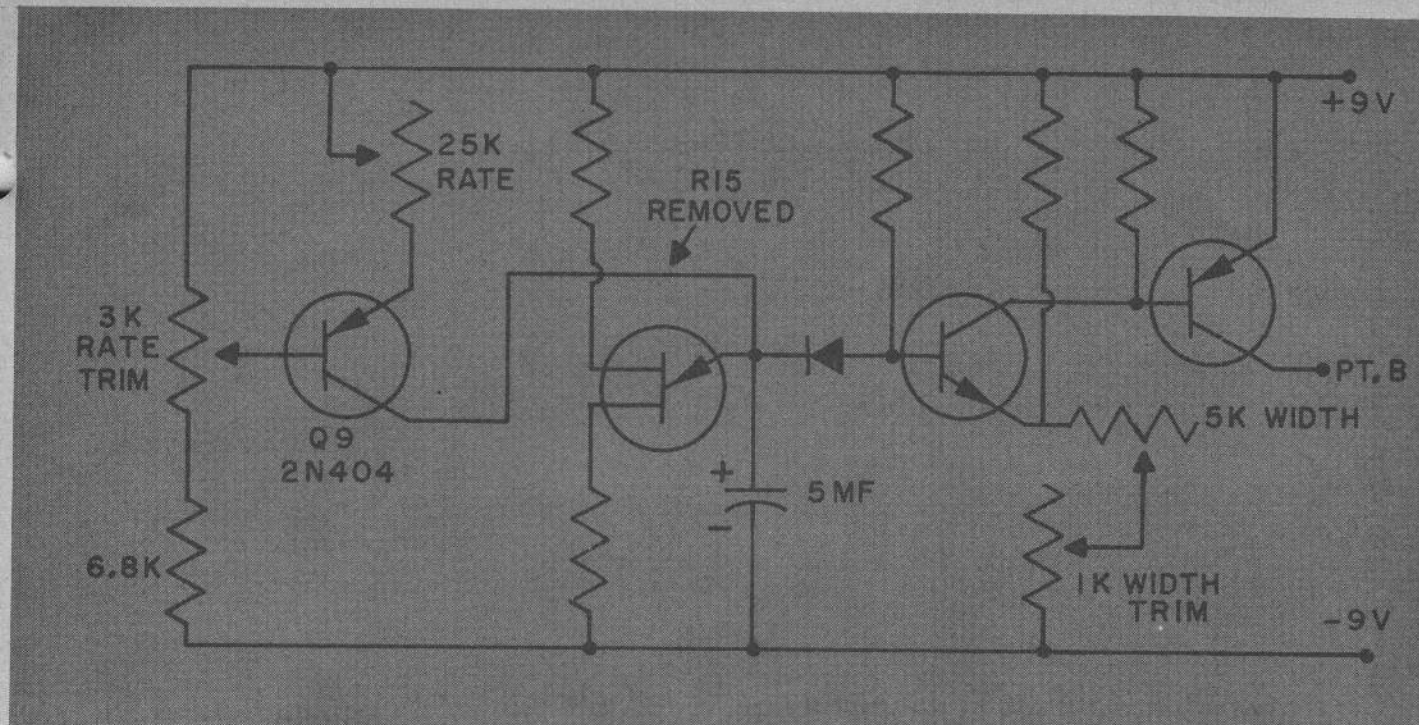 +9V
25K
RATE
R15
REMOVED
3K
RATE
TRIM
PT. B
5K WIDTH
Q9
2N404
+
5MF
-
6.8K
1K WIDTH
TRIM
-9V